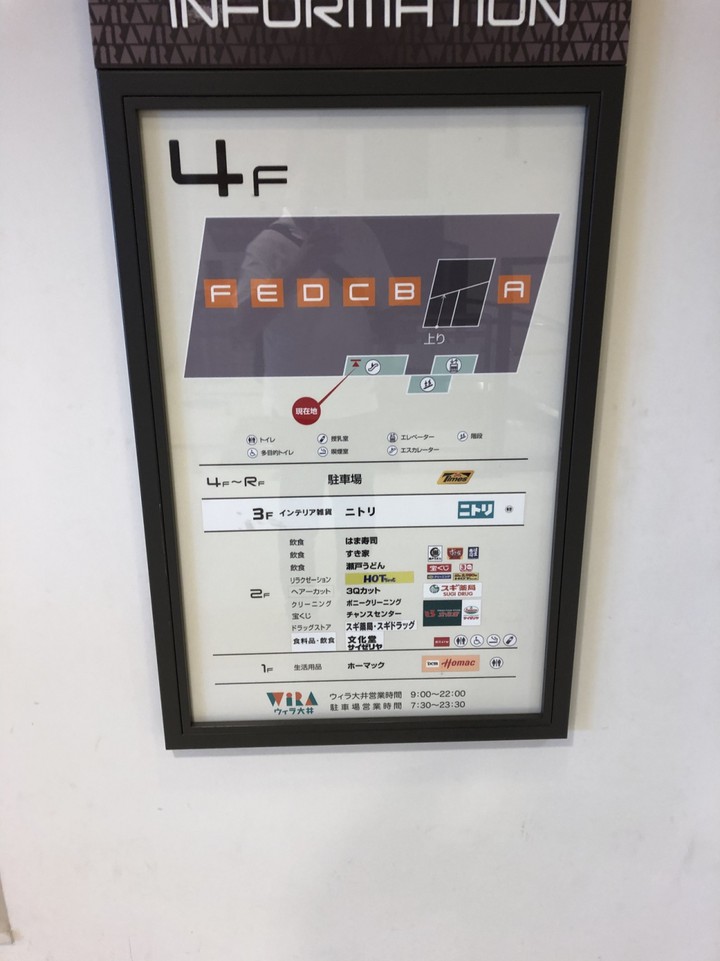 INFORMATION
4F
F E D C B A
上り
現在地
トイレ 授乳室 エレベーター 階段
多目的トイレ 喫煙室 エスカレーター
4F～RF 駐車場 Times
3F インテリア雑貨 ニトリ ニトリ
2F
飲食 はま寿司
飲食 すき家
飲食 瀬戸うどん
リラクゼーション HOT
ヘアーカット 3Qカット
クリーニング ポニークリーニング
宝くじ チャンスセンター 宝くじ
ドラッグストア スギ薬局・スギドラッグ スギ薬局 SUGI DRUG
食料品・飲食 文化堂
サイゼリヤ
1F 生活用品 ホーマック DCM Homac
WiRA ウィラ大井
ウィラ大井営業時間 9:00～22:00
駐車場営業時間 7:30～23:30